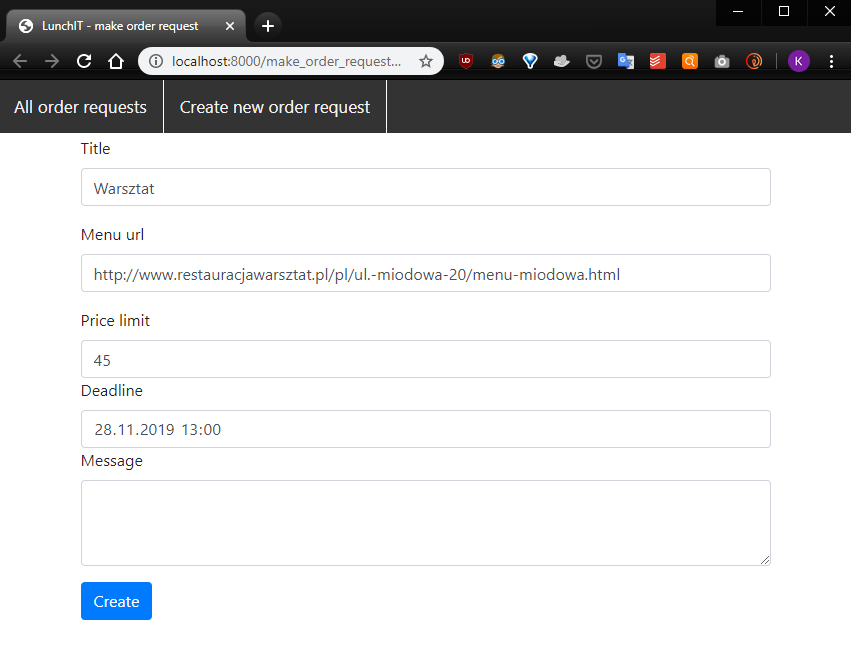 LunchIT - make order request
localhost:8000/make_order_request...
K
All order requests
Create new order request
Title
Warsztat
Menu url
http://www.restauracjawarsztat.pl/pl/ul.-miodowa-20/menu-miodowa.html
Price limit
45
Deadline
28.11.2019 13:00
Message
Create